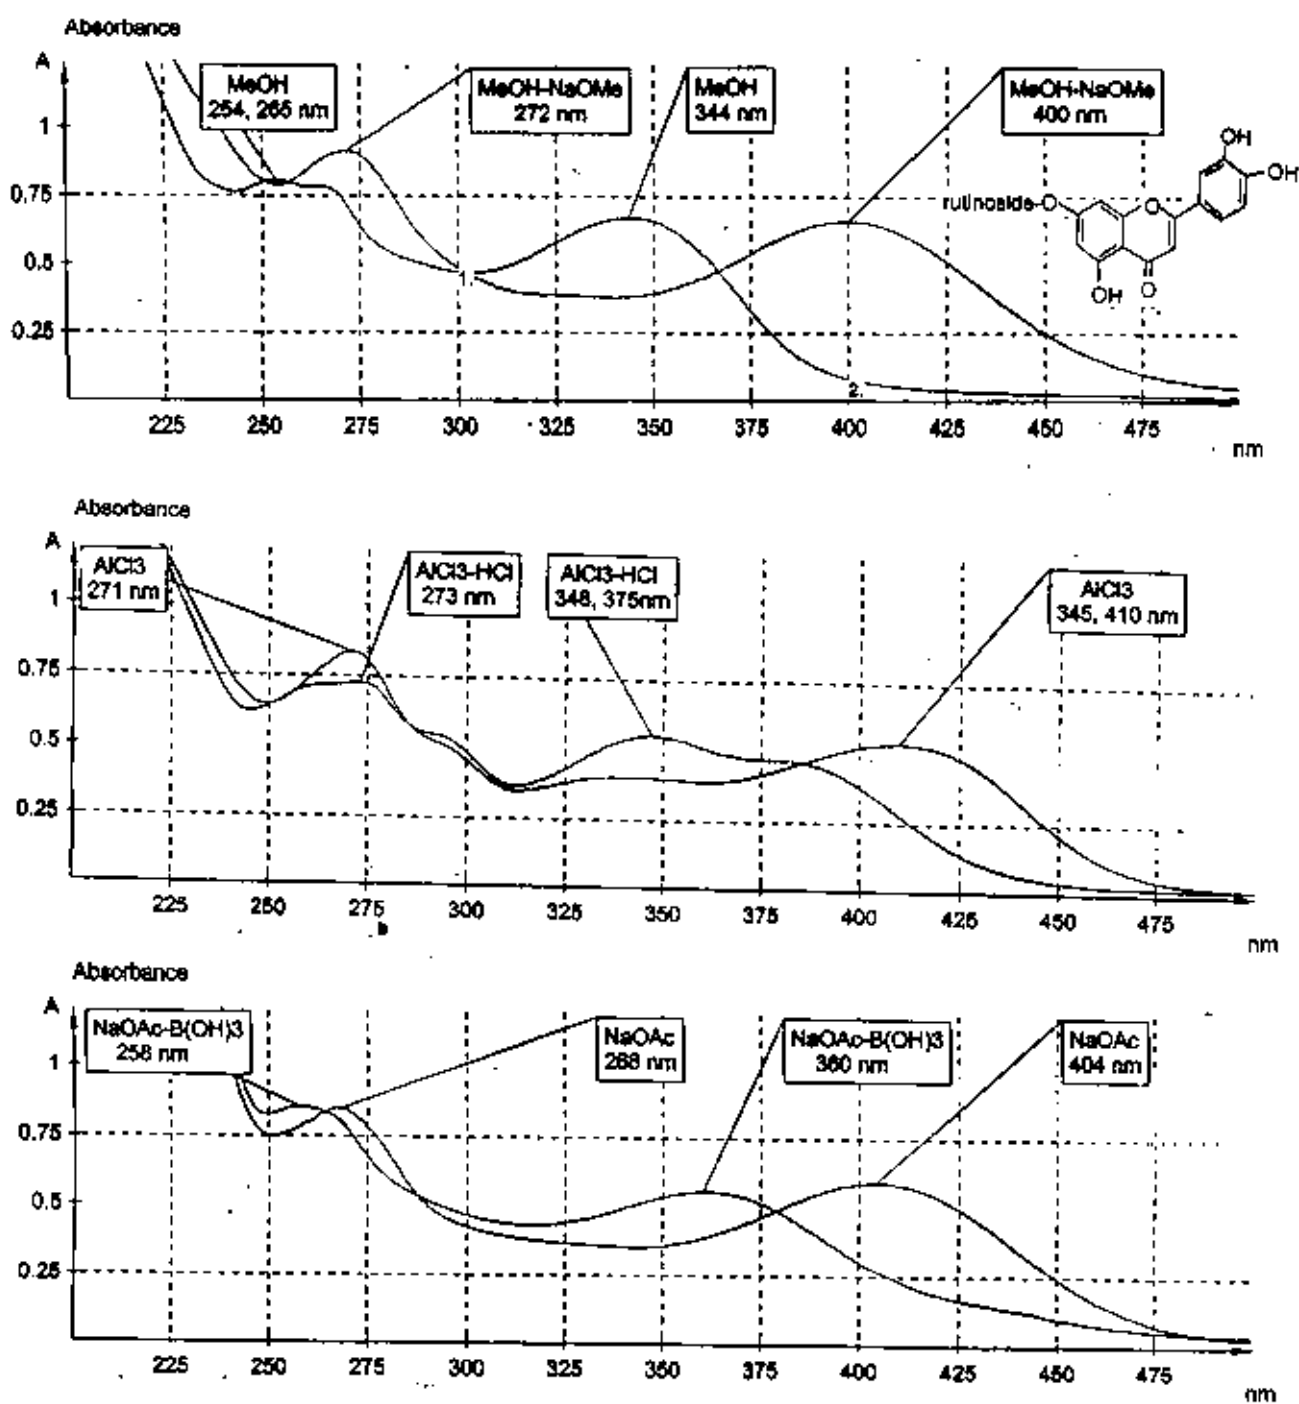 Absorbance
A
MeOH
254, 265 nm
MeOH-NaOMe
272 nm
MeOH
344 nm
MeOH-NaOMe
400 nm
OH
OH
rutinoside-O
O
OH
O
1
0.75
0.5
0.25
1.
2.
225 250 275 300 325 350 375 400 425 450 475
nm
Absorbance
A
AlCl3
271 nm
AlCl3-HCl
273 nm
AlCl3-HCl
348, 375nm
AlCl3
345, 410 nm
1
0.75
0.5
0.25
225 250 275 300 325 350 375 400 425 450 475
nm
Absorbance
A
NaOAc-B(OH)3
258 nm
NaOAc
268 nm
NaOAc-B(OH)3
360 nm
NaOAc
404 nm
1
0.75
0.5
0.25
225 250 275 300 325 350 375 400 425 450 475
nm